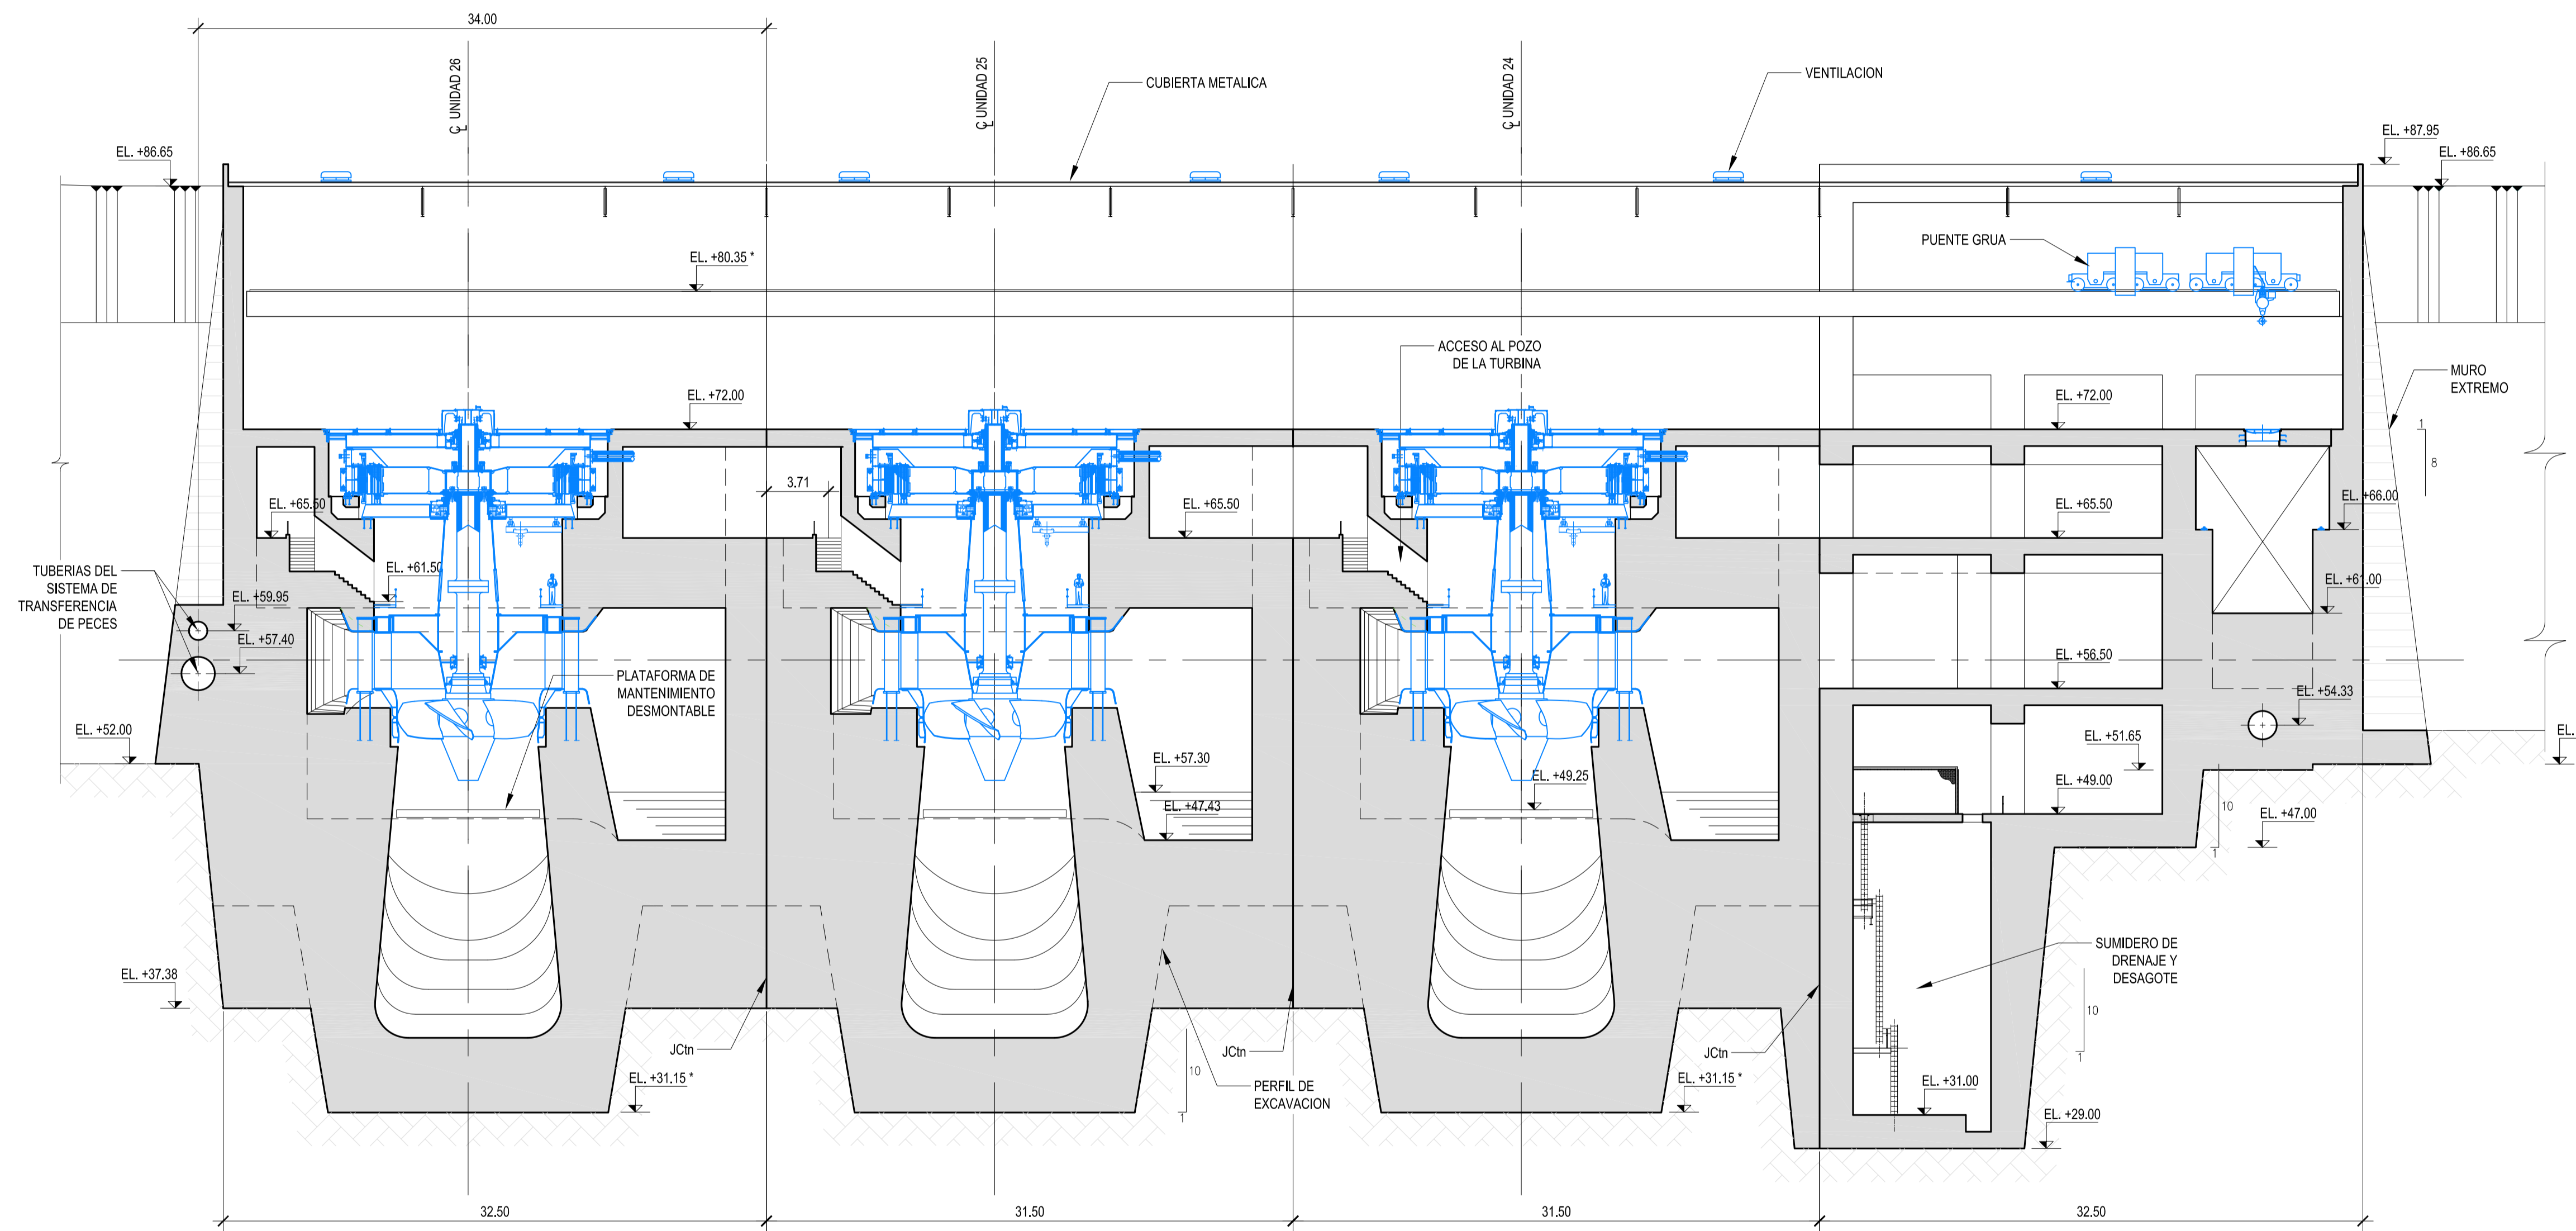 34.00
℄ UNIDAD 26
℄ UNIDAD 25
℄ UNIDAD 24
CUBIERTA METALICA
VENTILACION
EL. +86.65
EL. +87.95
EL. +86.65
PUENTE GRUA
EL. +80.35 *
ACCESO AL POZO
DE LA TURBINA
MURO
EXTREMO
EL. +72.00
EL. +72.00
1
8
3.71
EL. +65.50
EL. +65.50
EL. +65.50
EL. +66.00
TUBERIAS DEL
SISTEMA DE
TRANSFERENCIA
DE PECES
EL. +61.50
EL. +61.00
EL. +59.95
EL. +57.40
EL. +56.50
PLATAFORMA DE
MANTENIMIENTO
DESMONTABLE
EL. +54.33
EL. +52.00
EL. +57.30
EL. +49.25
EL. +51.65
EL.
EL. +49.00
EL. +47.43
10
1
EL. +47.00
SUMIDERO DE
DRENAJE Y
DESAGOTE
EL. +37.38
10
1
JCtn
JCtn
JCtn
EL. +31.15 *
10
1
PERFIL DE
EXCAVACION
EL. +31.15 *
EL. +31.00
EL. +29.00
32.50
31.50
31.50
32.50